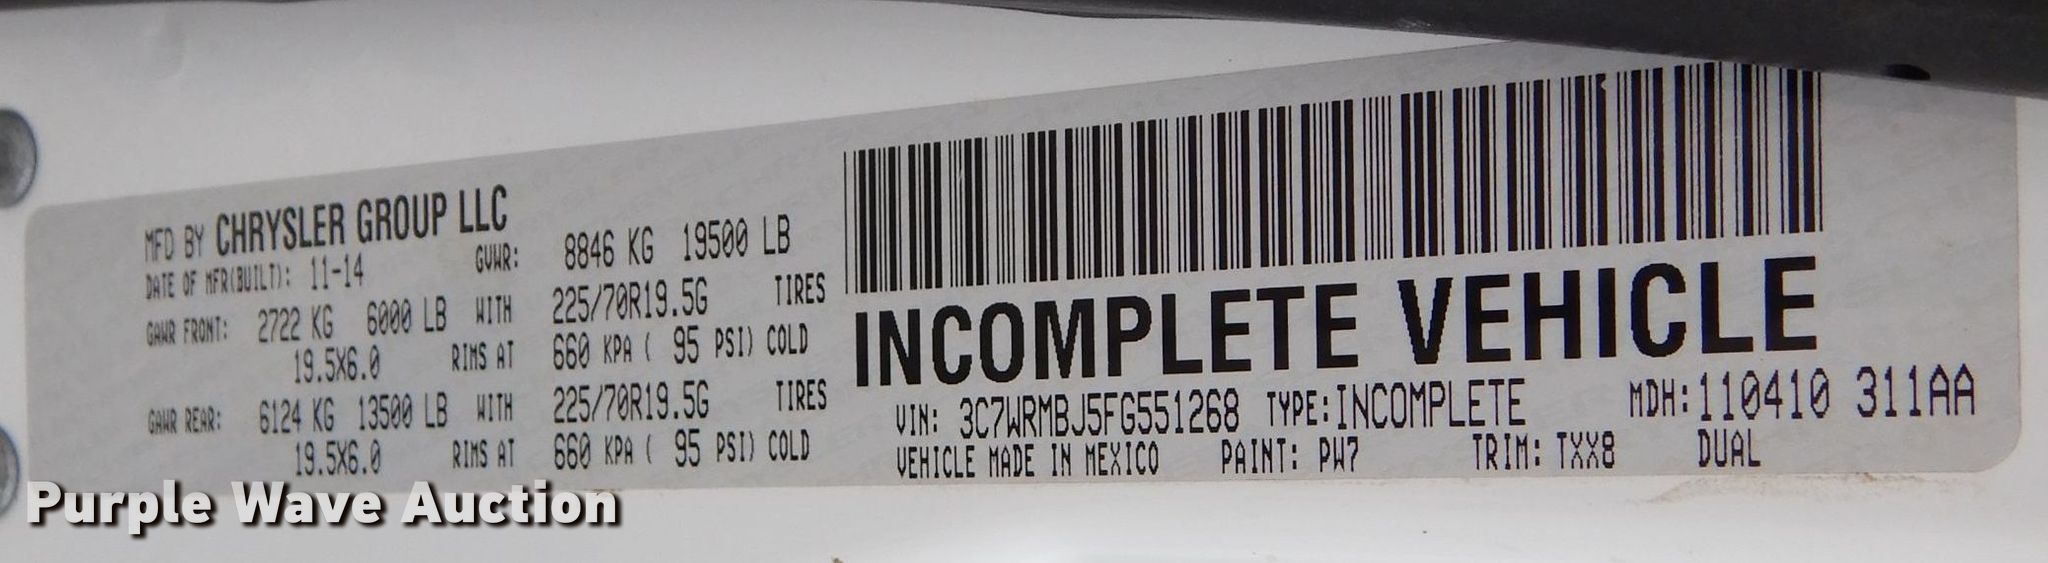 MFD BY CHRYSLER GROUP LLC
DATE OF MFR(BUILT): 11-14
GVWR: 8846 KG 19500 LB
GAWR FRONT: 2722 KG 6000 LB WITH 225/70R19.5G TIRES
19.5X6.0 RIMS AT 660 KPA ( 95 PSI) COLD
GAWR REAR: 6124 KG 13500 LB WITH 225/70R19.5G TIRES
19.5X6.0 RIMS AT 660 KPA ( 95 PSI) COLD
INCOMPLETE VEHICLE
VIN: 3C7WRMBJ5FG551268 TYPE: INCOMPLETE MDH: 110410 311AA
VEHICLE MADE IN MEXICO PAINT: PW7 TRIM: TXX8 DUAL
Purple Wave Auction